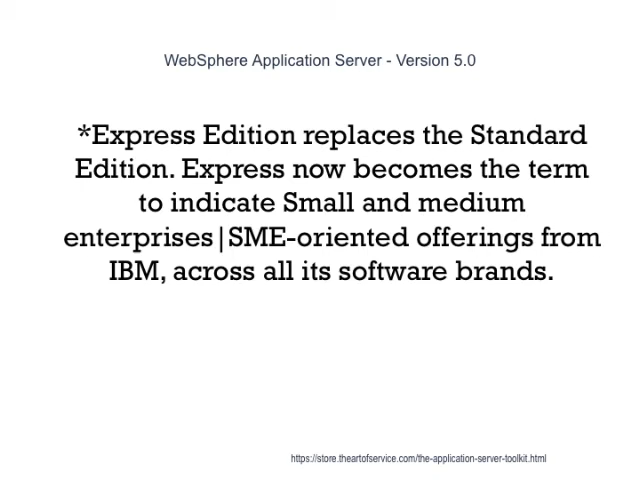 WebSphere Application Server - Version 5.0
*Express Edition replaces the Standard
Edition. Express now becomes the term
to indicate Small and medium
enterprises|SME-oriented offerings from
IBM, across all its software brands.
https://store.theartofservice.com/the-application-server-toolkit.html